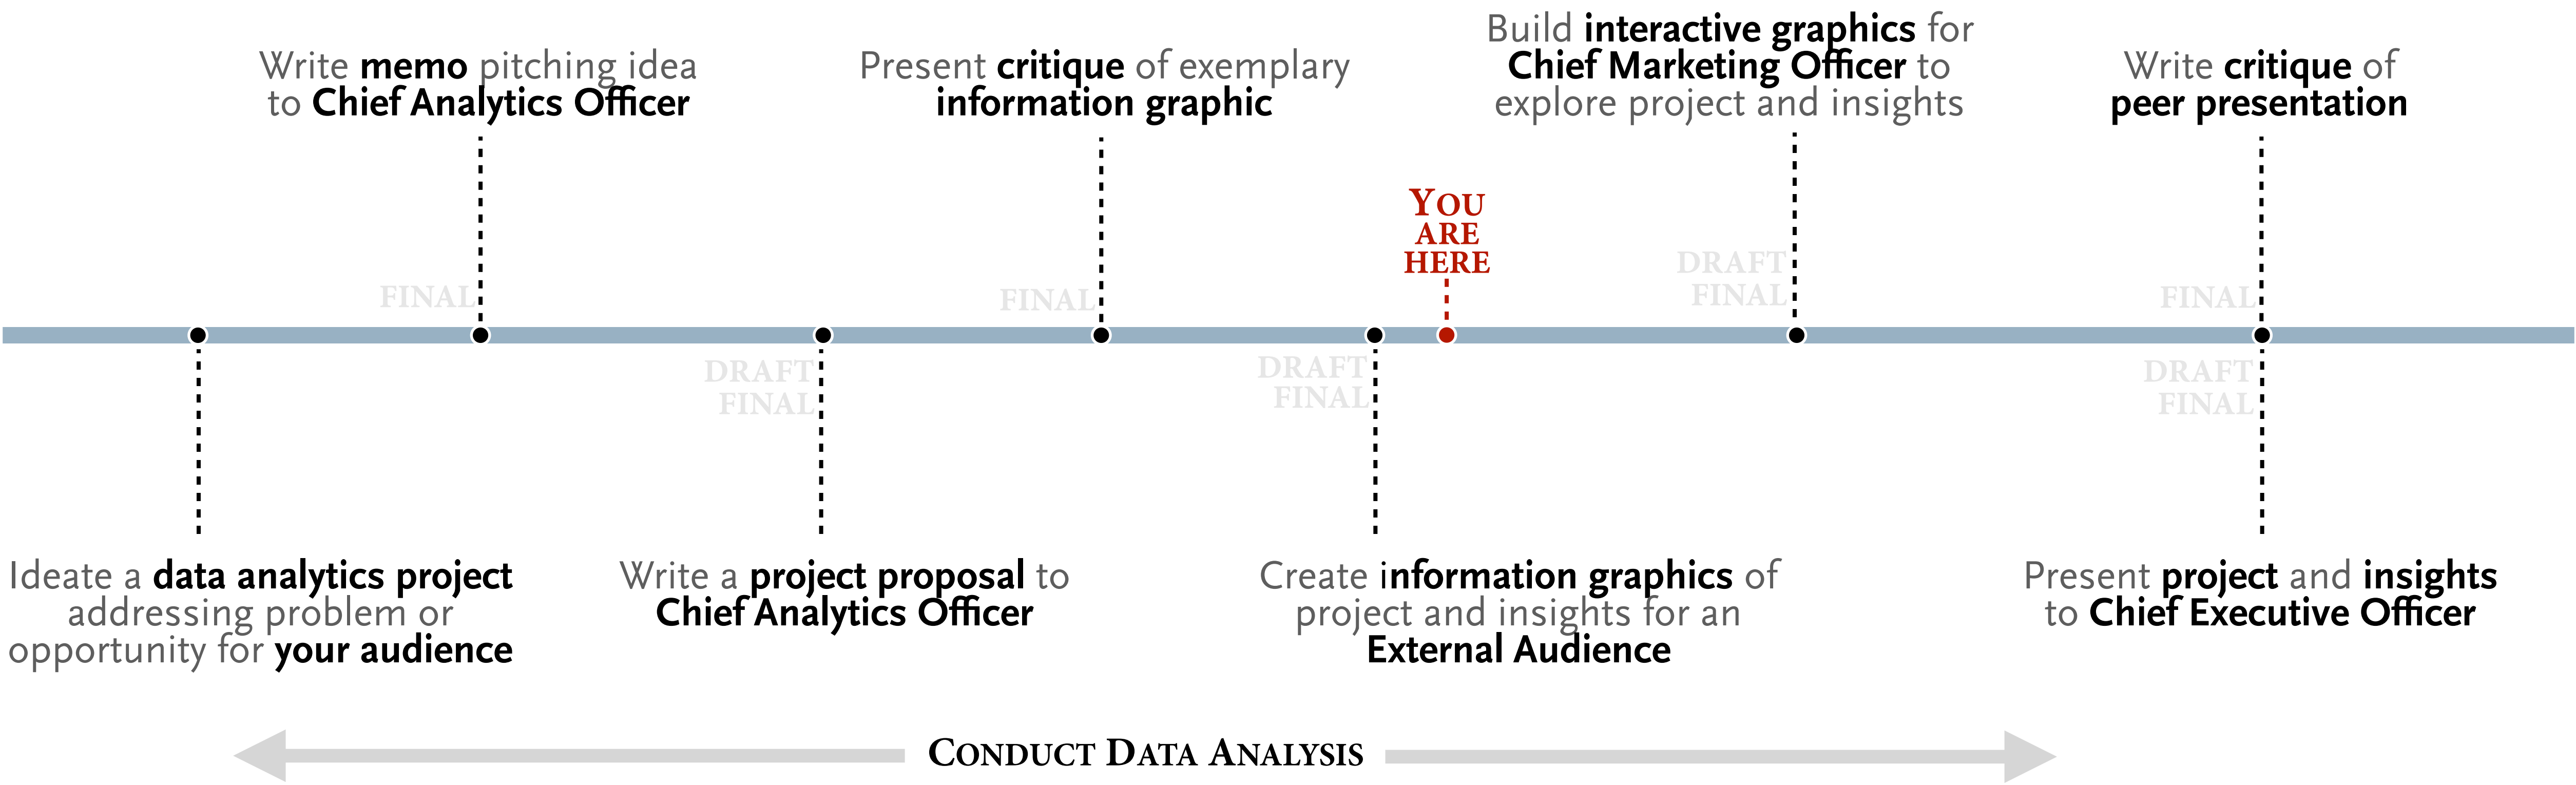 Write memo pitching idea
to Chief Analytics Officer
FINAL
Present critique of exemplary
information graphic
FINAL
YOU
ARE
HERE
Build interactive graphics for
Chief Marketing Officer to
explore project and insights
DRAFT
FINAL
Write critique of
peer presentation
FINAL
Ideate a data analytics project
addressing problem or
opportunity for your audience
DRAFT
FINAL
Write a project proposal to
Chief Analytics Officer
DRAFT
FINAL
Create information graphics of
project and insights for an
External Audience
DRAFT
FINAL
Present project and insights
to Chief Executive Officer
CONDUCT DATA ANALYSIS